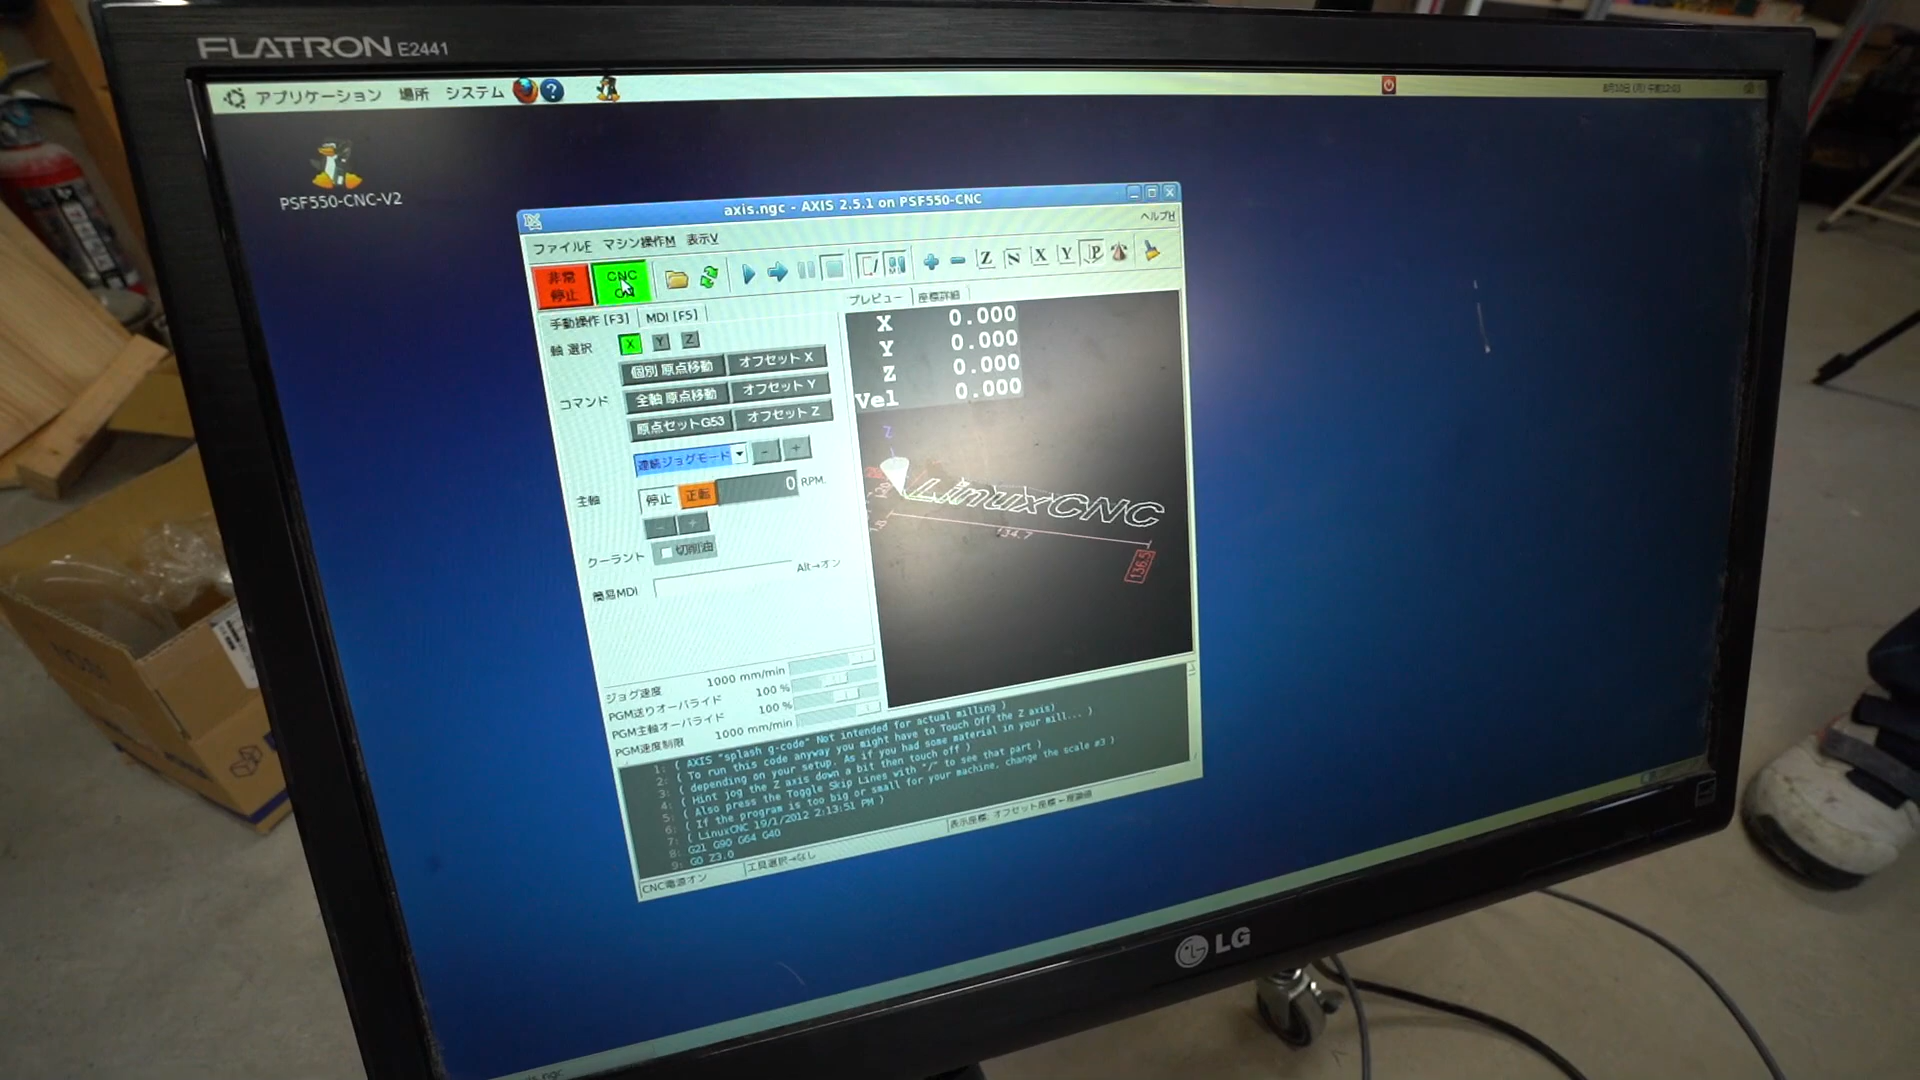 FLATRON E2441
アプリケーション 場所 システム
8月10日 (月) 午前12:03
PSF550-CNC-V2
axis.ngc - AXIS 2.5.1 on PSF550-CNC
ファイルF マシン操作M 表示V
ヘルプH
非常
停止
CNC
Z N X Y P
手動操作 [F3] MDI [F5]
プレビュー 座標詳細
軸 選択 X Y Z
コマンド
個別 原点移動 オフセット X
全軸 原点移動 オフセット Y
原点セットG53 オフセット Z
連続ジョグモード - +
主軸 停止 正転 0 RPM.
- +
クーラント 切削油
Alt→オン
簡易MDI
X 0.000
Y 0.000
Z 0.000
Vel 0.000
Z
LinuxCNC
134.7
136.5
ジョグ速度 1000 mm/min
PGM送りオーバライド 100 %
PGM主軸オーバライド 100 %
PGM速度制限 1000 mm/min
1: ( AXIS "splash g-code" Not intended for actual milling )
2: ( To run this code anyway you might have to Touch Off the Z axis)
3: ( depending on your setup. As if you had some material in your mill... )
4: ( Hint jog the Z axis down a bit then touch off )
5: ( Also press the Toggle Skip Lines with "/" to see that part )
6: ( If the program is too big or small for your machine, change the scale #3 )
7: ( LinuxCNC 19/1/2012 2:13:51 PM )
8: G21 G90 G64 G40
9: G0 Z3.0
CNC電源オン 工具選択→なし
LG